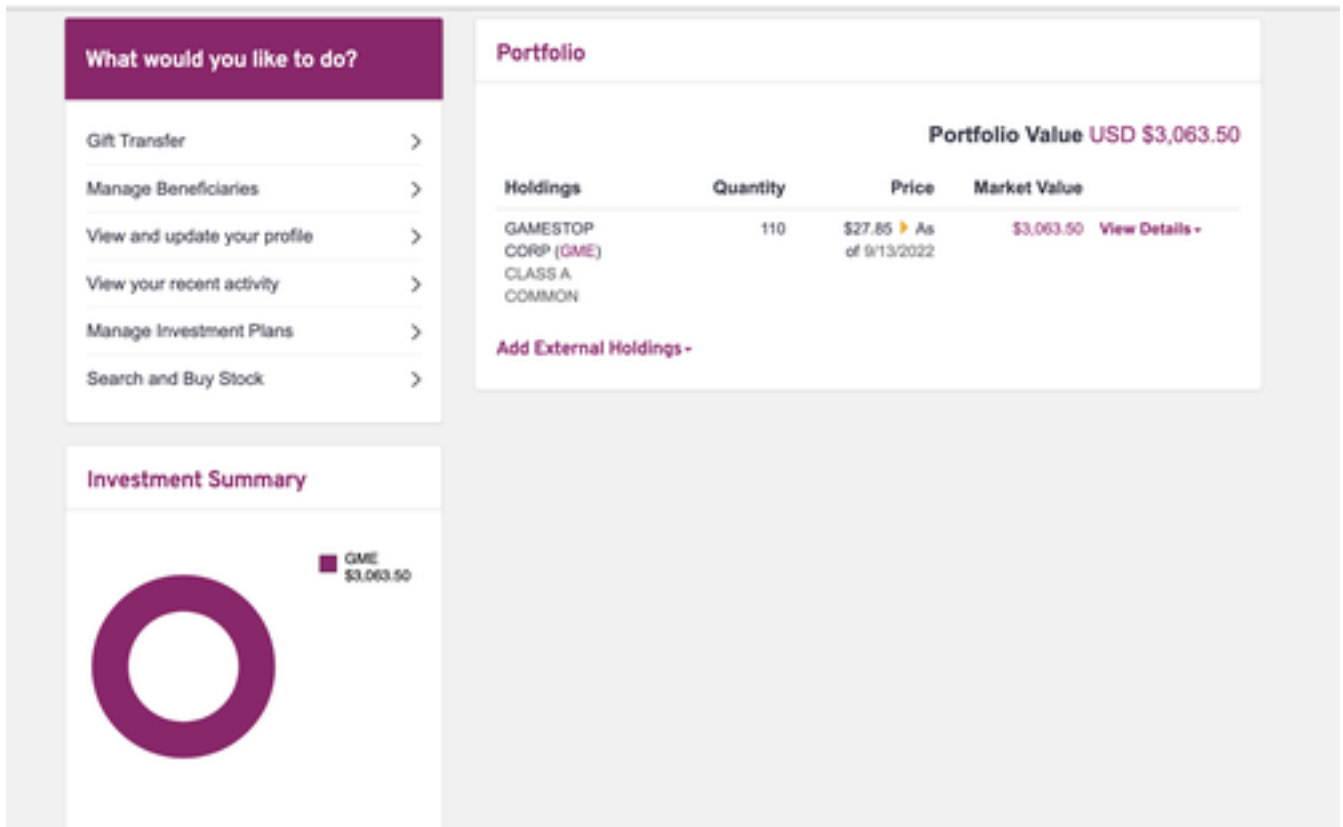 What would you like to do?
Gift Transfer
Manage Beneficiaries
View and update your profile
View your recent activity
Manage Investment Plans
Search and Buy Stock
Investment Summary
GME
$3,063.50
Portfolio
Portfolio Value USD $3,063.50
Holdings Quantity Price Market Value
GAMESTOP 110 $27.85 As $3,063.50 View Details
CORP (GME) of 9/13/2022
CLASS A
COMMON
Add External Holdings